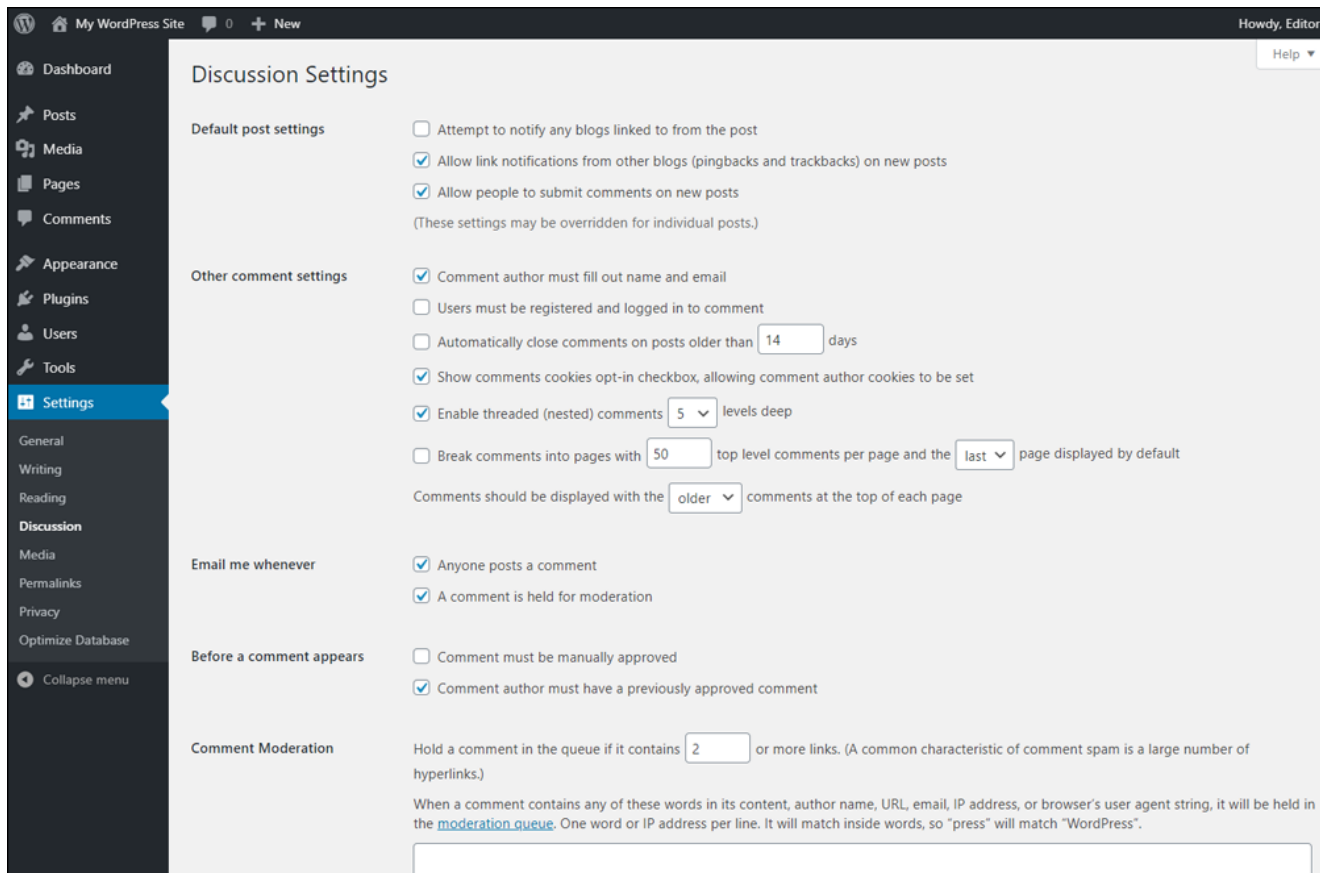 My WordPress Site 0 New Howdy, Editor
Help
Dashboard
Posts
Media
Pages
Comments
Appearance
Plugins
Users
Tools
Settings
General
Writing
Reading
Discussion
Media
Permalinks
Privacy
Optimize Database
Collapse menu
Discussion Settings
Default post settings
Attempt to notify any blogs linked to from the post
Allow link notifications from other blogs (pingbacks and trackbacks) on new posts
Allow people to submit comments on new posts
(These settings may be overridden for individual posts.)
Other comment settings
Comment author must fill out name and email
Users must be registered and logged in to comment
Automatically close comments on posts older than 14 days
Show comments cookies opt-in checkbox, allowing comment author cookies to be set
Enable threaded (nested) comments 5 levels deep
Break comments into pages with 50 top level comments per page and the last page displayed by default
Comments should be displayed with the older comments at the top of each page
Email me whenever
Anyone posts a comment
A comment is held for moderation
Before a comment appears
Comment must be manually approved
Comment author must have a previously approved comment
Comment Moderation
Hold a comment in the queue if it contains 2 or more links. (A common characteristic of comment spam is a large number of
hyperlinks.)
When a comment contains any of these words in its content, author name, URL, email, IP address, or browser's user agent string, it will be held in
the moderation queue. One word or IP address per line. It will match inside words, so "press" will match "WordPress".